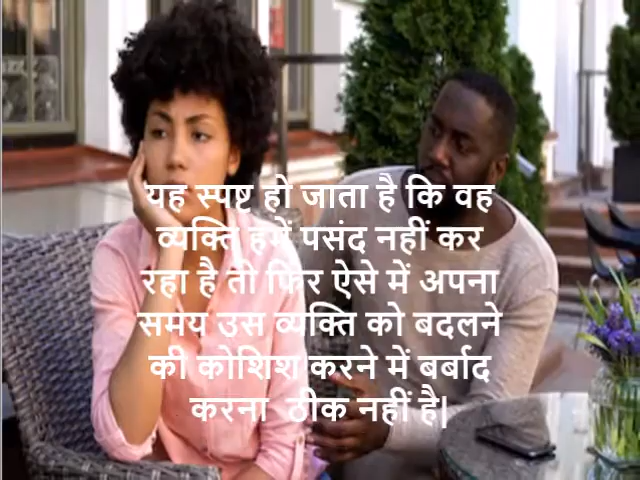 यह स्पष्ट हो जाता है कि वह
व्यक्ति हमें पसंद नहीं कर
रहा है तो फिर ऐसे में अपना
समय उस व्यक्ति को बदलने
की कोशिश करने में बर्बाद
करना ठीक नहीं है|